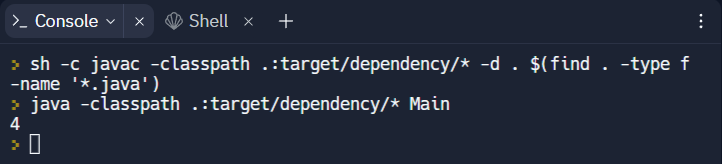 >_ Console
Shell
> sh -c javac -classpath .:target/dependency/* -d . $(find . -type f
-name '*.java')
> java -classpath .:target/dependency/* Main
4
>